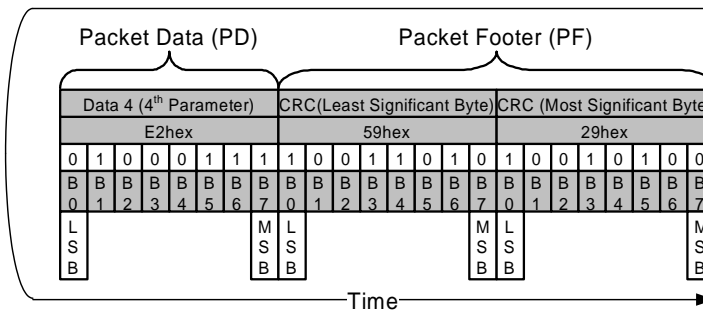 Packet Data (PD) Packet Footer (PF)
Data 4 (4th Parameter) CRC(Least Significant Byte) CRC (Most Significant Byte
E2hex 59hex 29hex
0 1 0 0 0 1 1 1 1 0 0 1 1 0 1 0 1 0 0 1 0 1 0 0
B0 B1 B2 B3 B4 B5 B6 B7 B0 B1 B2 B3 B4 B5 B6 B7 B0 B1 B2 B3 B4 B5 B6 B7
LSB MSB LSB MSB LSB MSB
Time